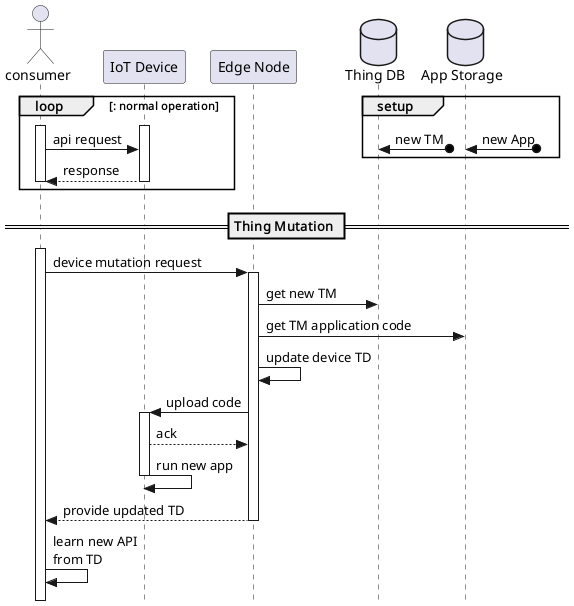 consumer
IoT Device
Edge Node
Thing DB
App Storage
loop [: normal operation]
setup
api request
new TM
new App
response
Thing Mutation
device mutation request
get new TM
get TM application code
update device TD
upload code
ack
run new app
provide updated TD
learn new API
from TD